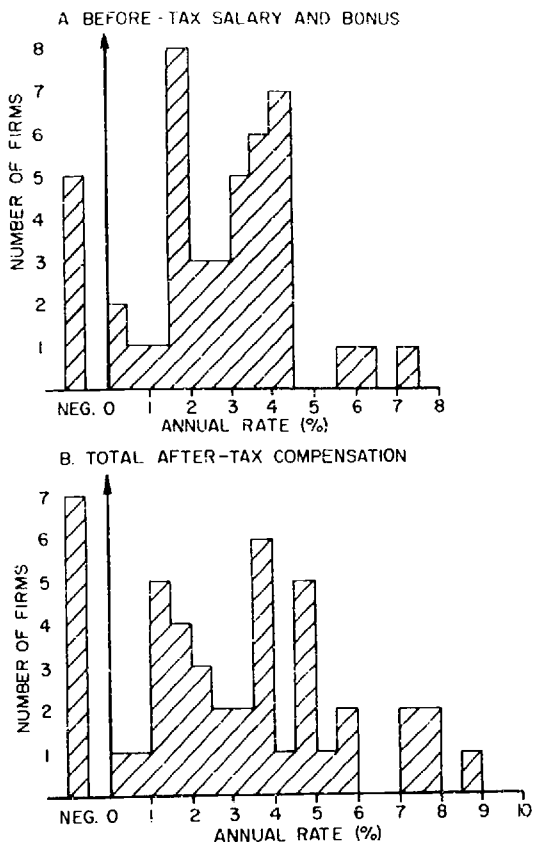 A BEFORE-TAX SALARY AND BONUS
8
7
6
5
4
3
2
1
NUMBER OF FIRMS
NEG. 0 1 2 3 4 5 6 7 8
ANNUAL RATE (%)
B. TOTAL AFTER-TAX COMPENSATION
7
6
5
4
3
2
1
NUMBER OF FIRMS
NEG. 0 1 2 3 4 5 6 7 8 9 10
ANNUAL RATE (%)